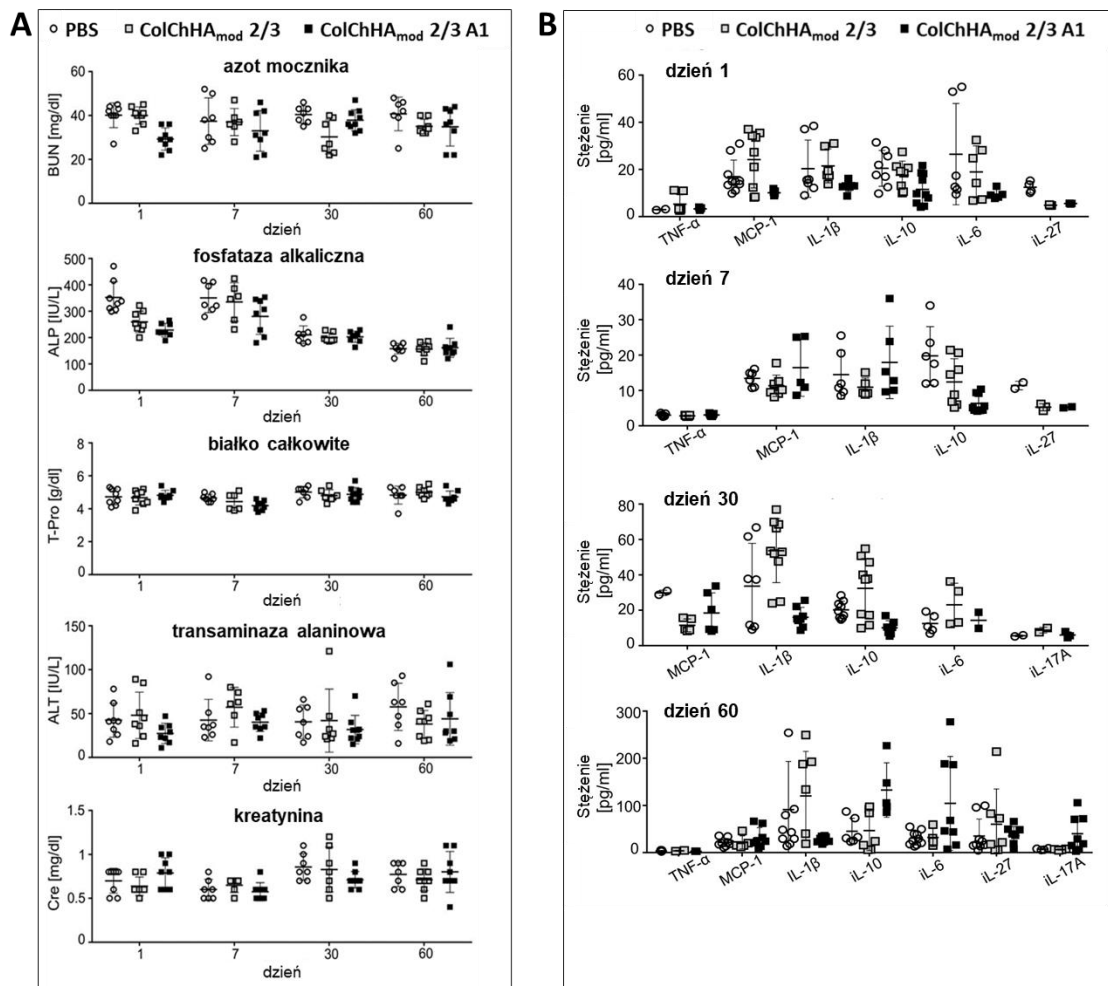 A
PBS ColChHAmod 2/3 ColChHAmod 2/3 A1
azot mocznika
BUN [mg/dl]
60
40
20
0
1 7 30 60
dzień
fosfataza alkaliczna
ALP [IU/L]
500
400
300
200
100
0
1 7 30 60
dzień
białko całkowite
T-Pro [g/dl]
8
6
4
2
0
1 7 30 60
dzień
transaminaza alaninowa
ALT [IU/L]
150
100
50
0
1 7 30 60
dzień
kreatynina
Cre [mg/dl]
1.5
1
0.5
0
1 7 30 60
dzień
B
PBS ColChHAmod 2/3 ColChHAmod 2/3 A1
dzień 1
Stężenie
[pg/ml]
60
40
20
0
TNF-α MCP-1 IL-1β iL-10 iL-6 iL-27
dzień 7
Stężenie
[pg/ml]
40
30
20
10
0
TNF-α MCP-1 IL-1β iL-10 iL-27
dzień 30
Stężenie
[pg/ml]
80
60
40
20
0
MCP-1 IL-1β iL-10 iL-6 iL-17A
dzień 60
Stężenie
[pg/ml]
300
200
100
0
TNF-α MCP-1 IL-1β iL-10 iL-6 iL-27 iL-17A